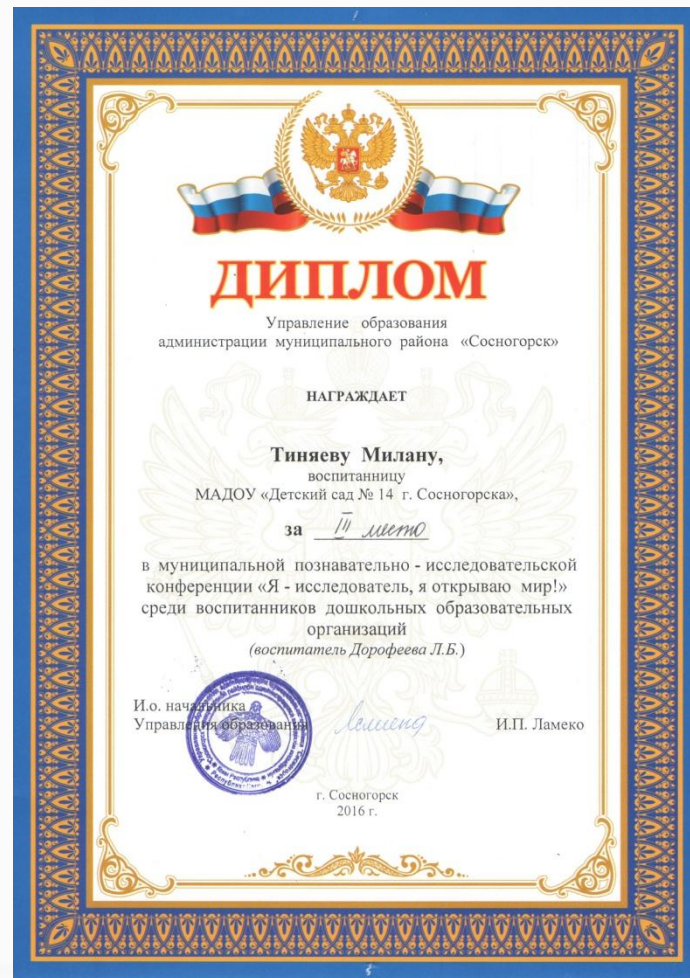 ДИПЛОМ
Управление образования
администрации муниципального района «Сосногорск»
НАГРАЖДАЕТ
Тиняеву Милану,
воспитанницу
МАДОУ «Детский сад № 14 г. Сосногорска»,
за III место
в муниципальной познавательно - исследовательской
конференции «Я - исследователь, я открываю мир!»
среди воспитанников дошкольных образовательных
организаций
(воспитатель Дорофеева Л.Б.)
И.о. начальника
Управления образования И.П. Ламеко
г. Сосногорск
2016 г.